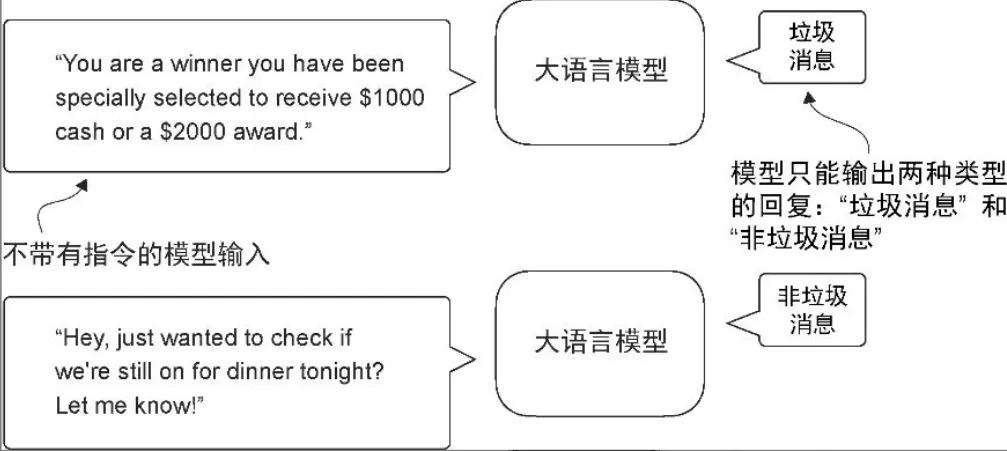 “You are a winner you have been
specially selected to receive $1000
cash or a $2000 award.”
大语言模型
垃圾
消息
不带有指令的模型输入
模型只能输出两种类型
的回复：“垃圾消息” 和
“非垃圾消息”
“Hey, just wanted to check if
we're still on for dinner tonight?
Let me know!”
大语言模型
非垃圾
消息